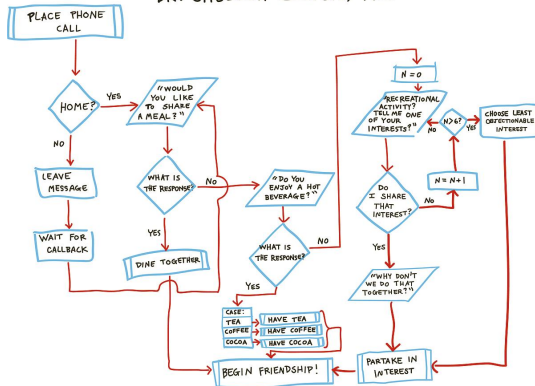 PLACE PHONE
CALL
HOME?
YES
NO
LEAVE
MESSAGE
WAIT FOR
CALLBACK
"WOULD
YOU LIKE
TO SHARE
A MEAL?"
WHAT IS
THE RESPONSE?
NO
YES
DINE TOGETHER
"DO YOU
ENJOY A HOT
BEVERAGE?"
WHAT IS
THE RESPONSE?
NO
YES
CASE:
TEA
HAVE TEA
COFFEE
HAVE COFFEE
COCOA
HAVE COCOA
N=0
"RECREATIONAL
ACTIVITY?
TELL ME ONE
OF YOUR
INTERESTS?"
N>6?
NO
YES
CHOOSE LEAST
OBJECTIONABLE
INTEREST
N=N+1
DO
I SHARE
THAT
INTEREST?
NO
YES
"WHY DON'T
WE DO THAT
TOGETHER?"
PARTAKE IN
INTEREST
BEGIN FRIENDSHIP!